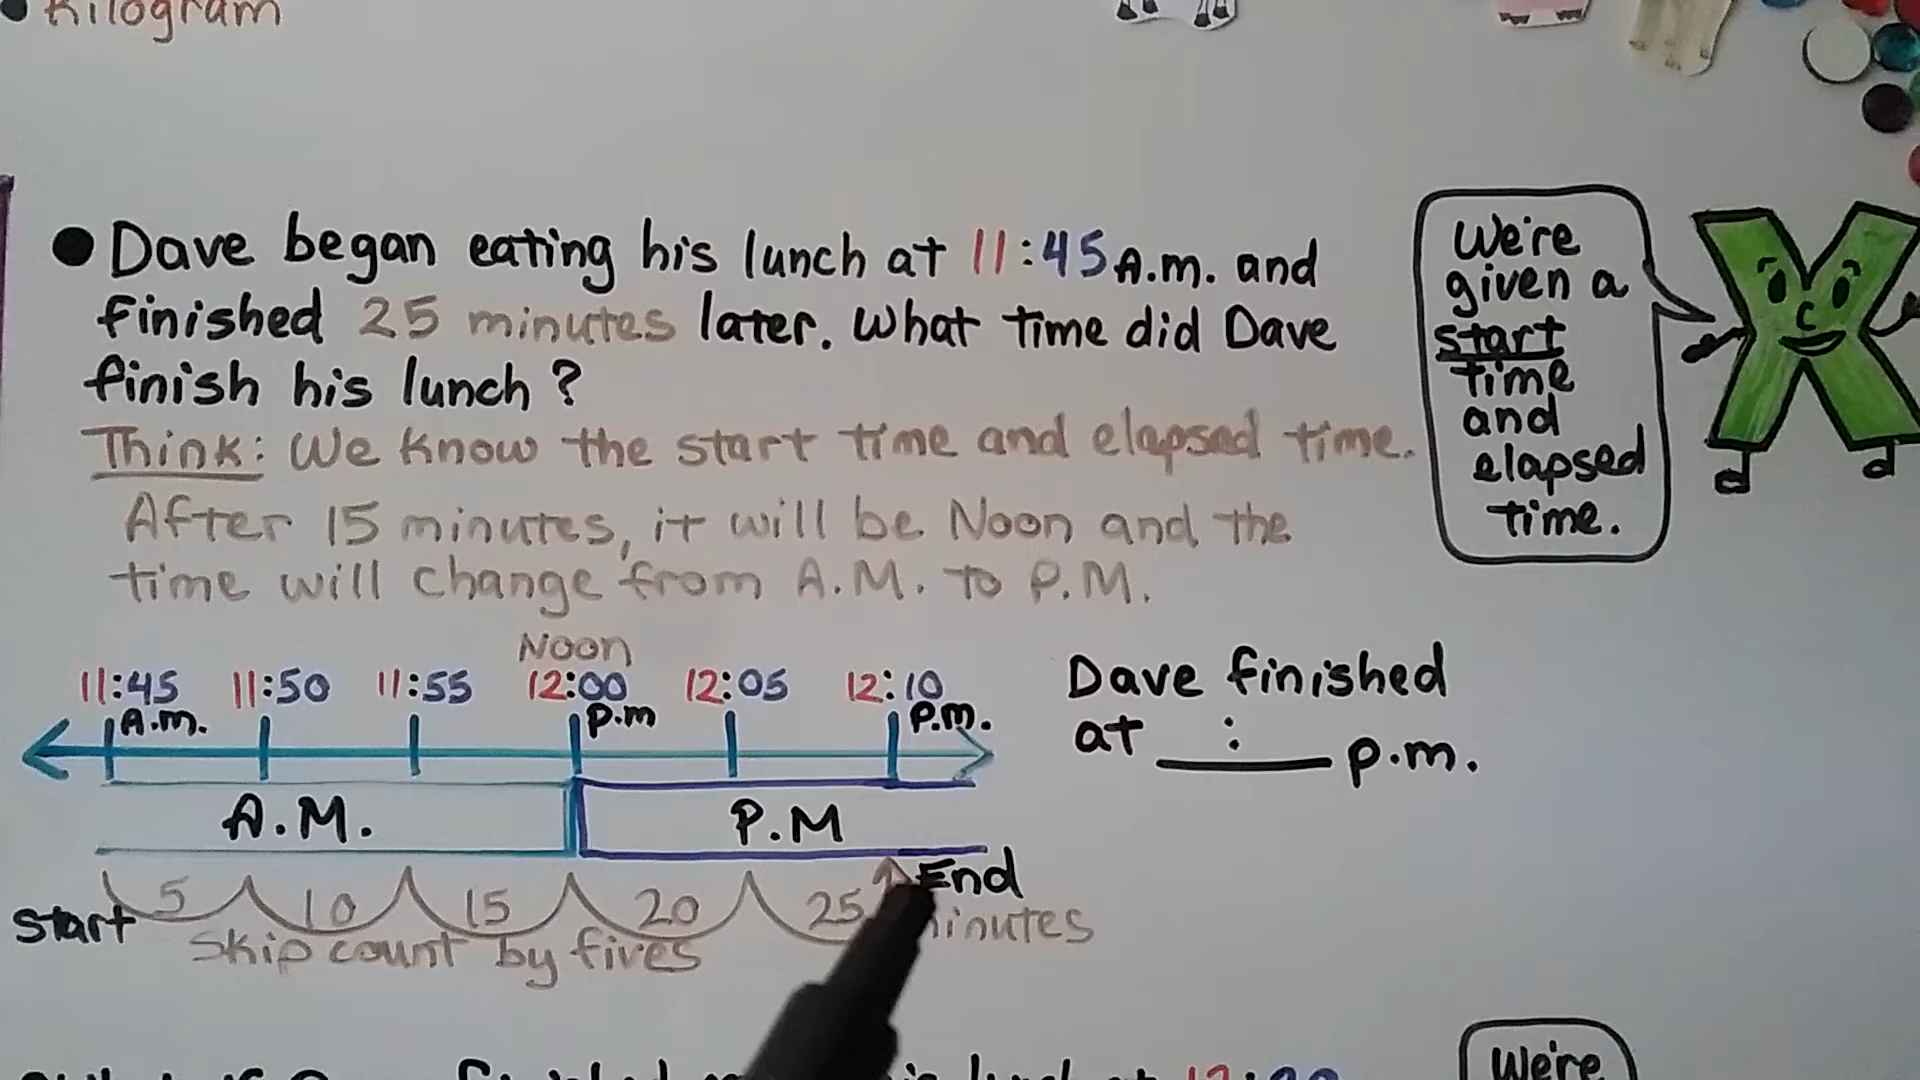 • Kilogram
● Dave began eating his lunch at 11:45 A.m. and
finished 25 minutes later. What time did Dave
finish his lunch?
Think: We know the start time and elapsed time.
After 15 minutes, it will be Noon and the
time will change from A.M. to P.M.
We're
given a
start
time
and
elapsed
time.
Noon
11:45 11:50 11:55 12:00 12:05 12:10
A.m. p.m P.m.
A.M. P.M
Start 5 10 15 20 25 End
Skip count by fives
Dave finished
at __:__ p.m.
We're